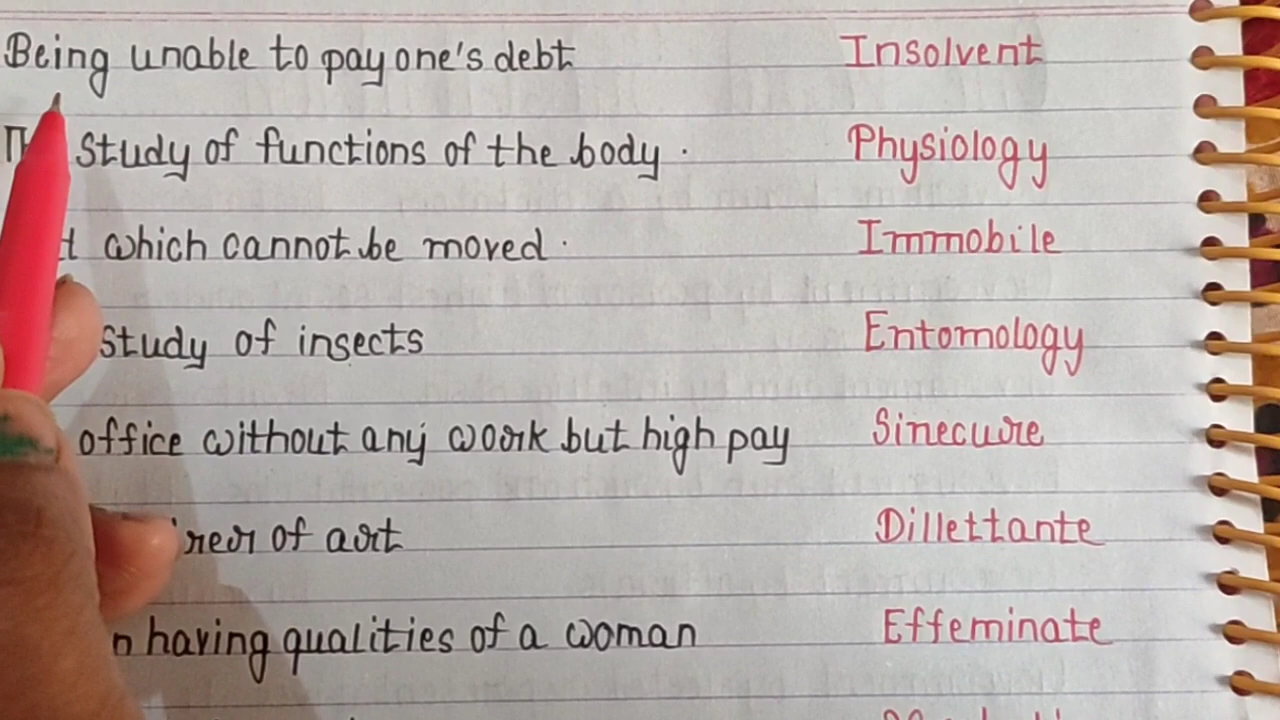 Being unable to pay one's debt Insolvent
Study of functions of the body. Physiology
which cannot be moved. Immobile
Study of insects Entomology
office without any work but high pay Sinecure
of art Dillettante
having qualities of a woman Effeminate